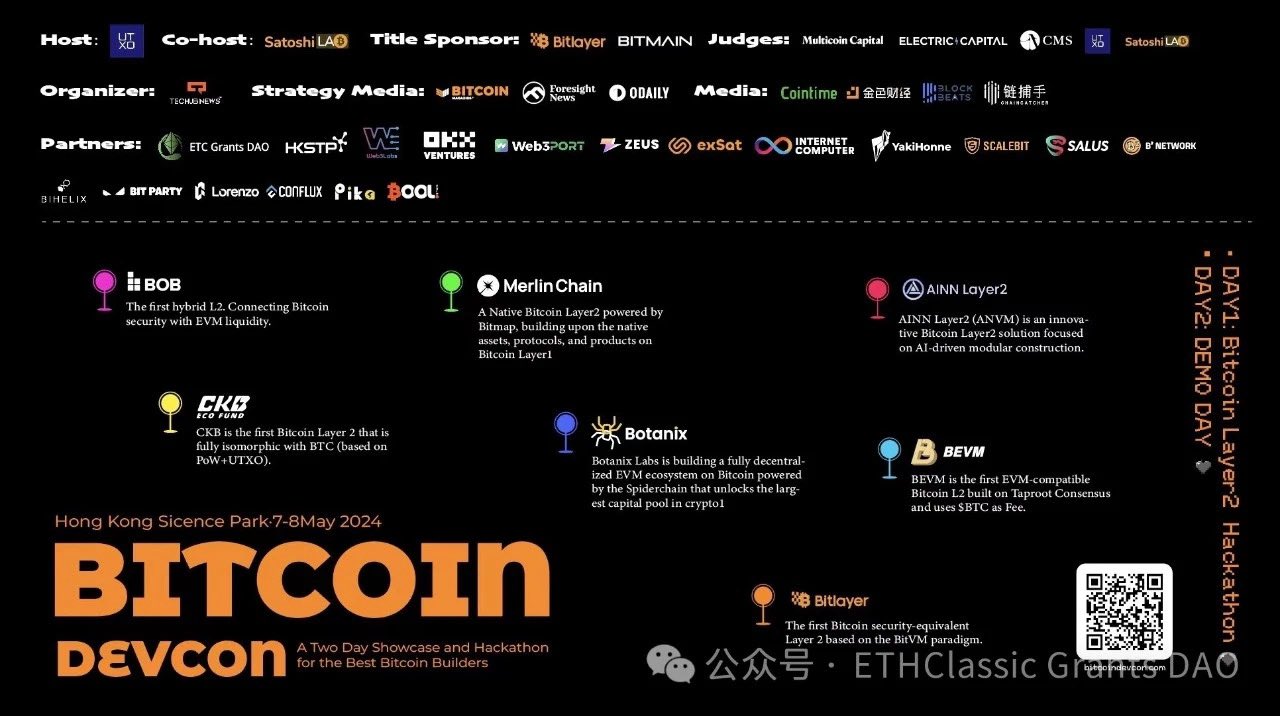 Host: UTXO Co-host: SatoshiLAB Title Sponsor: Bitlayer BITMAIN Judges: Multicoin Capital ELECTRIC CAPITAL CMS UTXO SatoshiLAB
Organizer: TECHUB NEWS Strategy Media: BITCOIN MAGAZINE Foresight News ODAILY Media: Cointime 金色财经 BLOCKBEATS 链捕手 CHAINCATCHER
Partners: ETC Grants DAO HKSTP Web3Labs OKX VENTURES Web3PORT ZEUS exSat INTERNET COMPUTER YakiHonne SCALEBIT SALUS B² NETWORK
BIHELIX BIT PARTY Lorenzo CONFLUX Pika BOOL
BOB
The first hybrid L2. Connecting Bitcoin
security with EVM liquidity.
Merlin Chain
A Native Bitcoin Layer2 powered by
Bitmap, building upon the native
assets, protocols, and products on
Bitcoin Layer1
AINN Layer2
AINN Layer2 (ANVM) is an innova-
tive Bitcoin Layer2 solution focused
on AI-driven modular construction.
CKB
ECO FUND
CKB is the first Bitcoin Layer 2 that is
fully isomorphic with BTC (based on
PoW+UTXO).
Botanix
Botanix Labs is building a fully decentral-
ized EVM ecosystem on Bitcoin powered
by the Spiderchain that unlocks the larg-
est capital pool in crypto1
BEVM
BEVM is the first EVM-compatible
Bitcoin L2 built on Taproot Consensus
and uses $BTC as Fee.
DAY1: Bitcoin Layer2 Hackathon
DAY2: DEMO DAY
Hong Kong Sicence Park·7-8May 2024
BITCOIN
DEVCON
A Two Day Showcase and Hackathon
for the Best Bitcoin Builders
Bitlayer
The first Bitcoin security-equivalent
Layer 2 based on the BitVM paradigm.
bitcoindevcon.com
公众号 · ETHClassic Grants DAO